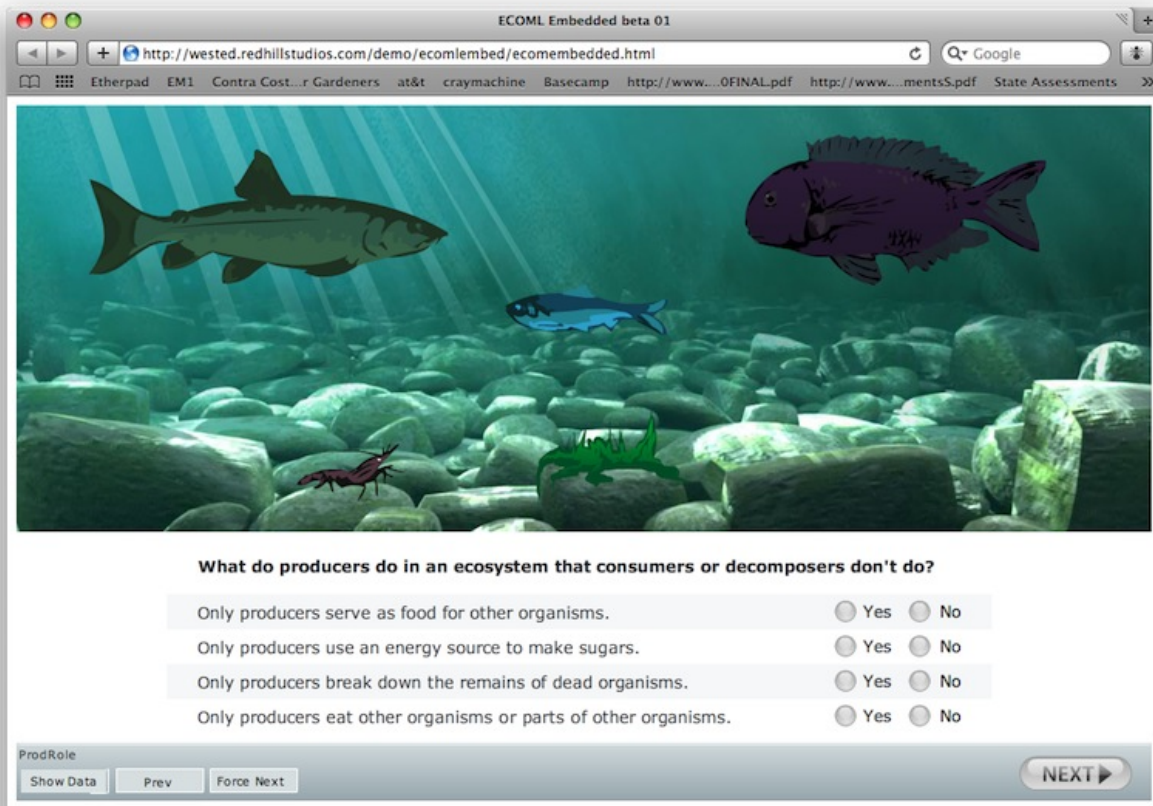 ECOML Embedded beta 01
http://wested.redhillstudios.com/demo/ecomlembed/ecomembedded.html
Google
Etherpad EM1 Contra Cost...r Gardeners at&t craymachine Basecamp http://www....0FINAL.pdf http://www....mentsS.pdf State Assessments
What do producers do in an ecosystem that consumers or decomposers don't do?
Only producers serve as food for other organisms. Yes No
Only producers use an energy source to make sugars. Yes No
Only producers break down the remains of dead organisms. Yes No
Only producers eat other organisms or parts of other organisms. Yes No
ProdRole
Show Data Prev Force Next NEXT